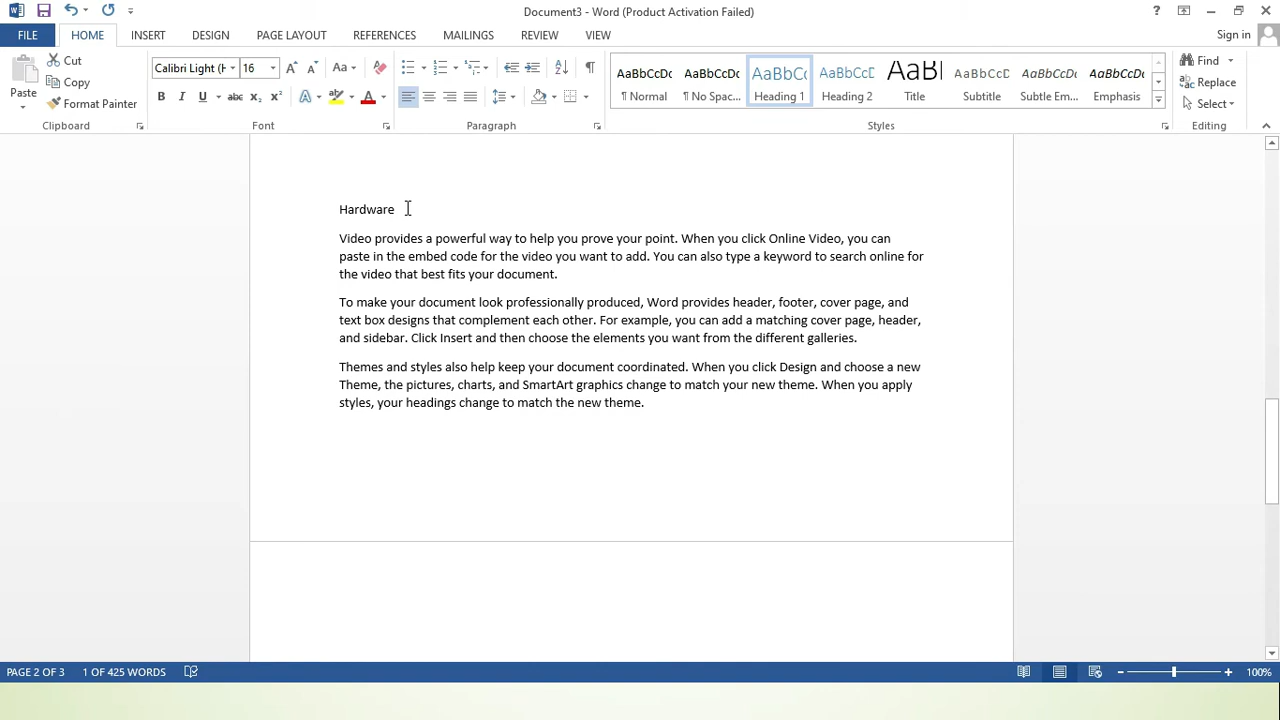 Document3 - Word (Product Activation Failed)
FILE HOME INSERT DESIGN PAGE LAYOUT REFERENCES MAILINGS REVIEW VIEW Sign in
Paste
Cut
Copy
Format Painter
Clipboard
Calibri Light (H 16
Aa
B I U abc x₂ x² A A
Font
Paragraph
AaBbCcDc AaBbCcDc AaBbCc AaBbCcD AaBl AaBbCcD AaBbCcDc AaBbCcDc
¶ Normal ¶ No Spac... Heading 1 Heading 2 Title Subtitle Subtle Em... Emphasis
Styles
Find
Replace
Select
Editing
Hardware
Video provides a powerful way to help you prove your point. When you click Online Video, you can
paste in the embed code for the video you want to add. You can also type a keyword to search online for
the video that best fits your document.
To make your document look professionally produced, Word provides header, footer, cover page, and
text box designs that complement each other. For example, you can add a matching cover page, header,
and sidebar. Click Insert and then choose the elements you want from the different galleries.
Themes and styles also help keep your document coordinated. When you click Design and choose a new
Theme, the pictures, charts, and SmartArt graphics change to match your new theme. When you apply
styles, your headings change to match the new theme.
PAGE 2 OF 3 1 OF 425 WORDS 100%